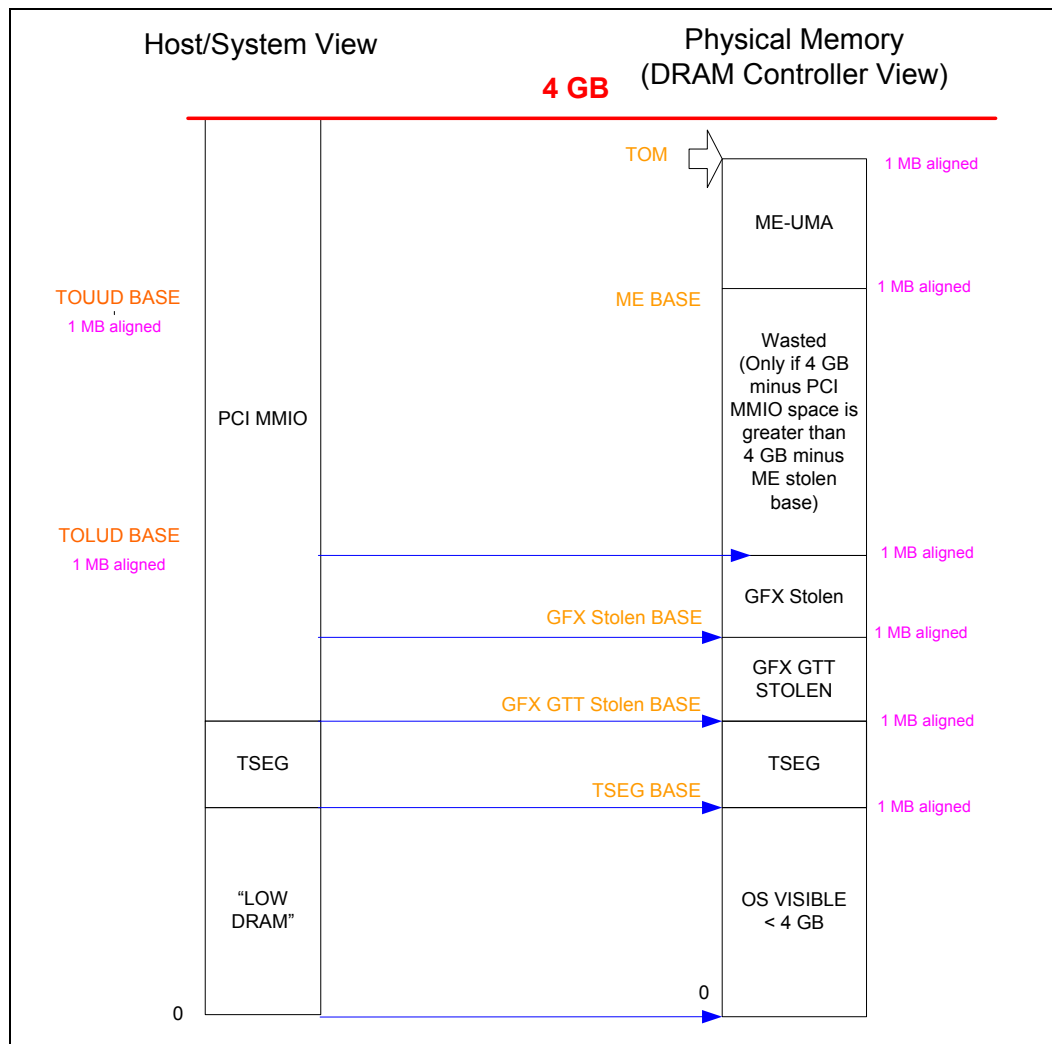 Host/System View
Physical Memory
(DRAM Controller View)
4 GB
TOM
1 MB aligned
ME-UMA
TOUUD BASE
1 MB aligned
ME BASE
1 MB aligned
Wasted
(Only if 4 GB
minus PCI
MMIO space is
greater than
4 GB minus
ME stolen
base)
PCI MMIO
TOLUD BASE
1 MB aligned
1 MB aligned
GFX Stolen
GFX Stolen BASE
1 MB aligned
GFX GTT
STOLEN
GFX GTT Stolen BASE
1 MB aligned
TSEG
TSEG
TSEG BASE
1 MB aligned
“LOW
DRAM”
OS VISIBLE
< 4 GB
0
0